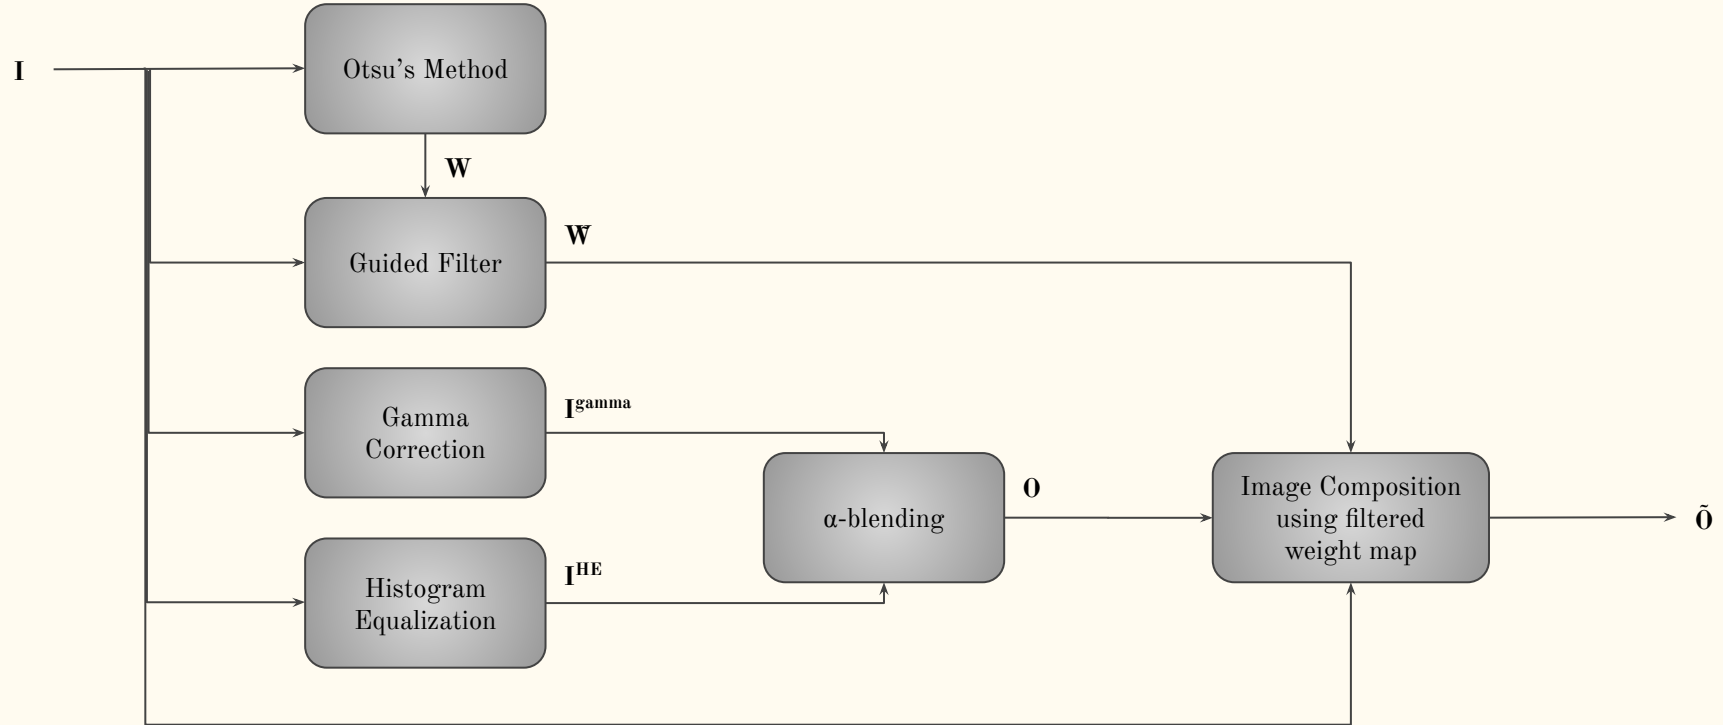 I
Otsu's Method
W
Guided Filter
W̃
Gamma
Correction
I^gamma
α-blending
O
Image Composition
using filtered
weight map
Õ
Histogram
Equalization
I^HE